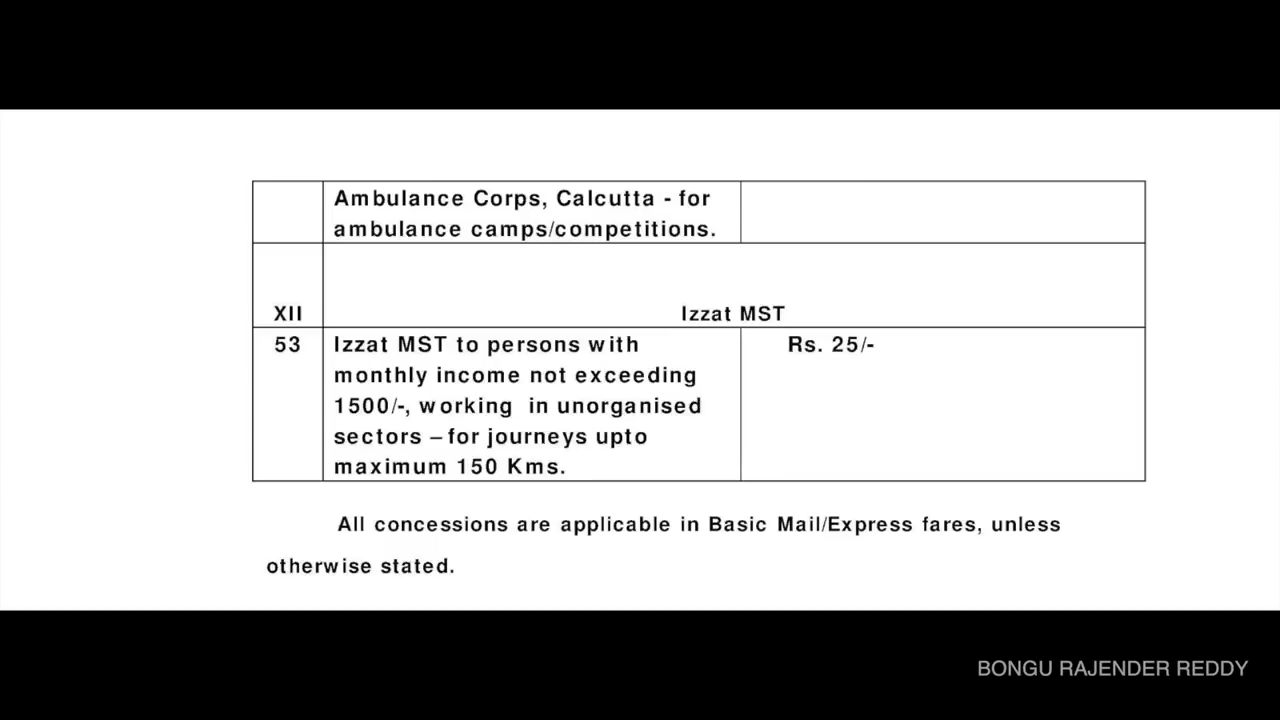 Ambulance Corps, Calcutta - for
ambulance camps/competitions.
XII
Izzat MST
53
Izzat MST to persons with
Rs. 25/-
monthly income not exceeding
1500/-, working in unorganised
sectors – for journeys upto
maximum 150 Kms.
All concessions are applicable in Basic Mail/Express fares, unless
otherwise stated.
BONGU RAJENDER REDDY